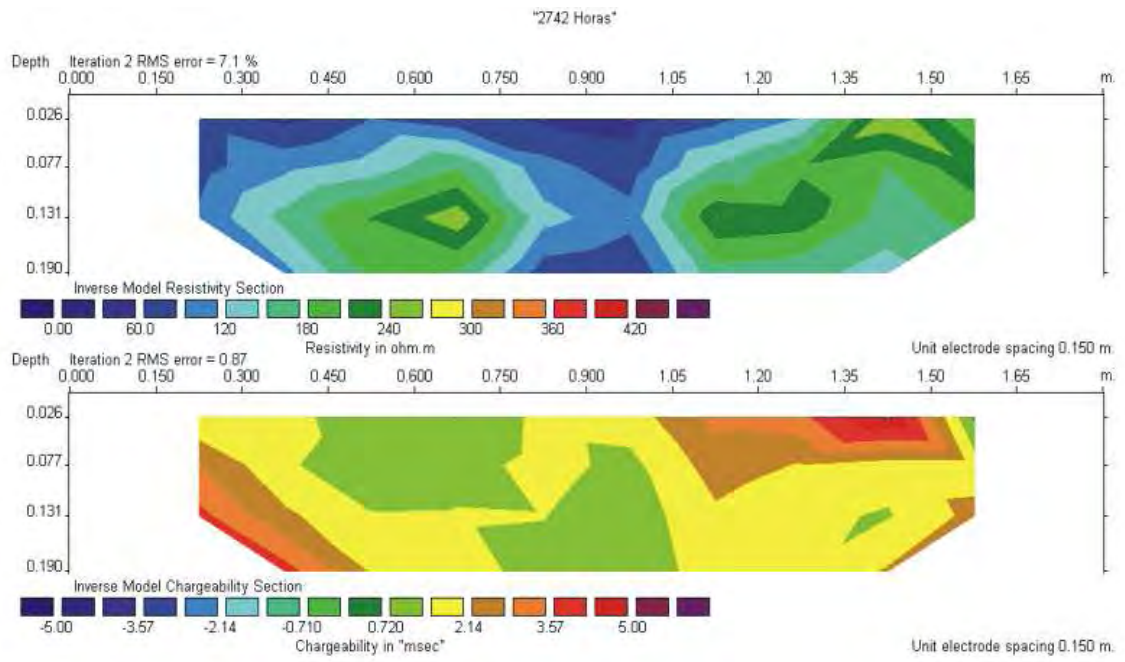 "2742 Horas"
Depth Iteration 2 RMS error = 7.1 %
0.000 0.150 0.300 0.450 0.600 0.750 0.900 1.05 1.20 1.35 1.50 1.65 m.
0.026
0.077
0.131
0.190
Inverse Model Resistivity Section
0.00 60.0 120 180 240 300 360 420
Resistivity in ohm.m
Unit electrode spacing 0.150 m.
Depth Iteration 2 RMS error = 0.87
0.000 0.150 0.300 0.450 0.600 0.750 0.900 1.05 1.20 1.35 1.50 1.65 m.
0.026
0.077
0.131
0.190
Inverse Model Chargeability Section
-5.00 -3.57 -2.14 -0.710 0.720 2.14 3.57 5.00
Chargeability in "msec"
Unit electrode spacing 0.150 m.